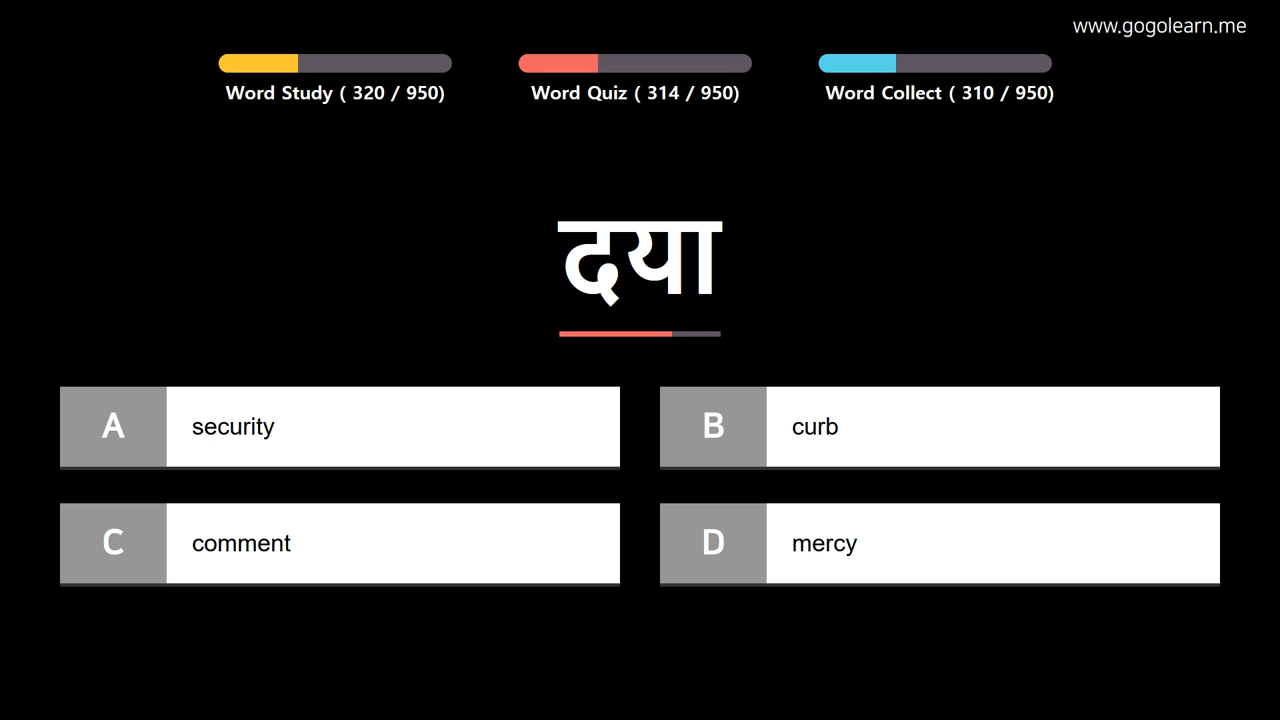 www.gogolearn.me
Word Study ( 320 / 950)
Word Quiz ( 314 / 950)
Word Collect ( 310 / 950)
दया
A security
B curb
C comment
D mercy